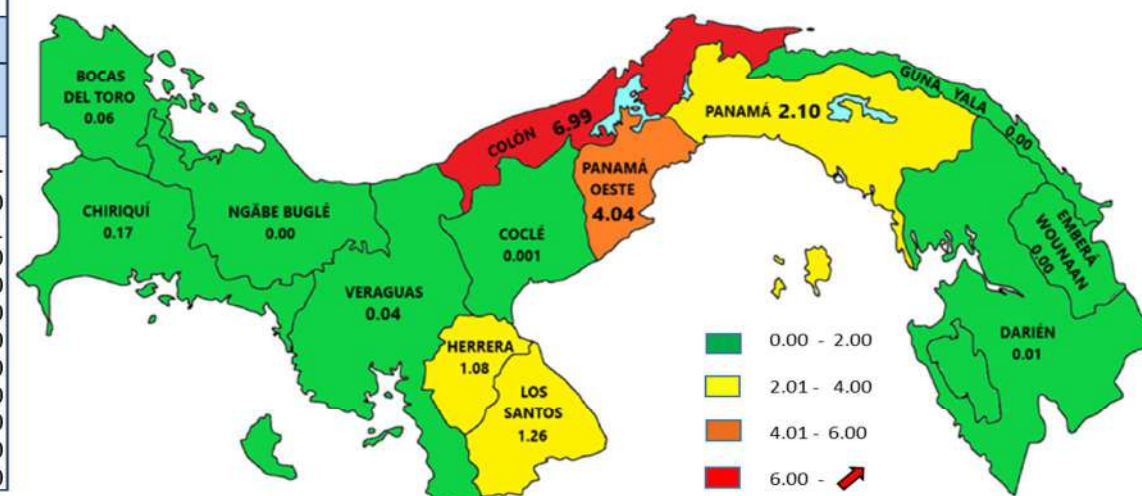 BOCAS
DEL TORO
0.06
CHIRIQUÍ
0.17
NGÄBE BUGLÉ
0.00
VERAGUAS
0.04
COLÓN 6.99
COCLÉ
0.001
PANAMÁ
OESTE
4.04
HERRERA
1.08
LOS
SANTOS
1.26
PANAMÁ 2.10
GUNÁ YALA
0.00
EMBERÁ
WOUNAAN
0.00
DARIÉN
0.01
0.00 - 2.00
2.01 - 4.00
4.01 - 6.00
6.00 -